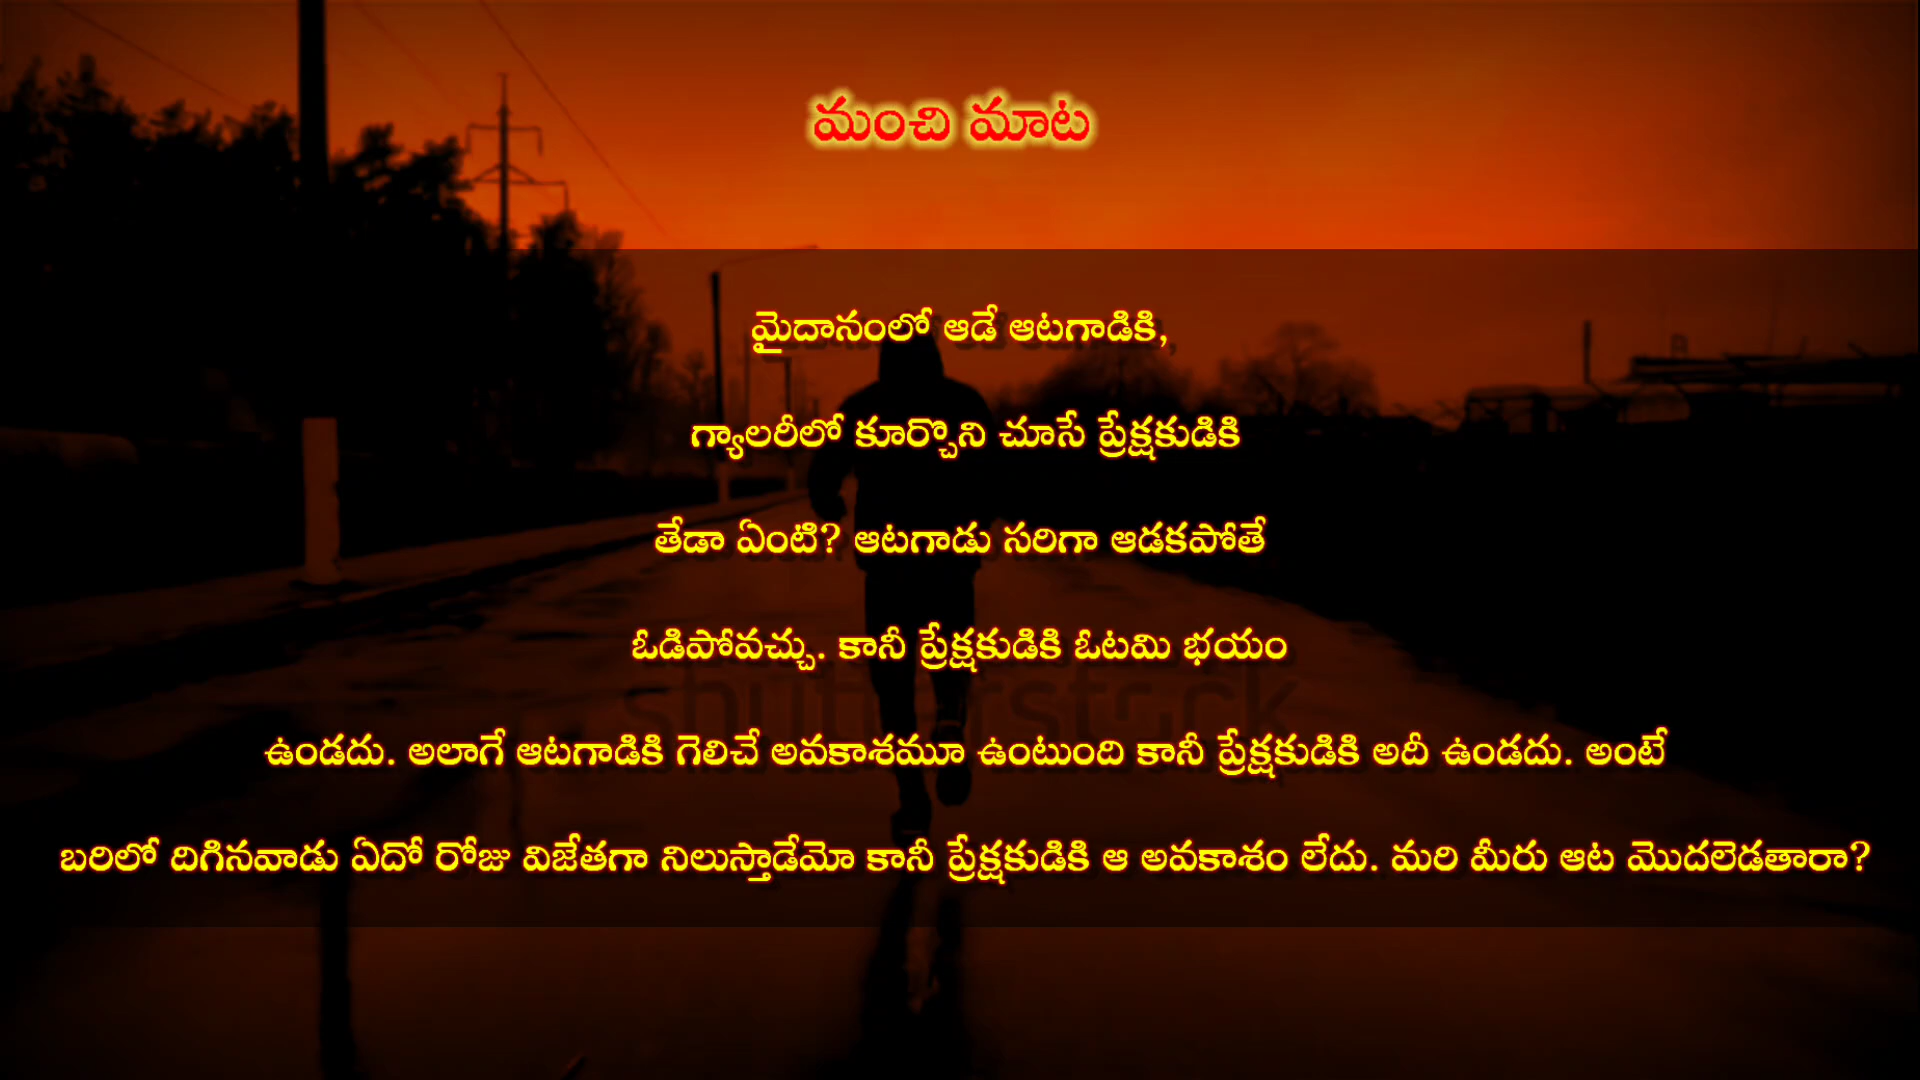 మంచి మాట
మైదానంలో ఆడే ఆటగాడికి,
గ్యాలరీలో కూర్చొని చూసే ప్రేక్షకుడికి
తేడా ఏంటి? ఆటగాడు సరిగా ఆడకపోతే
ఓడిపోవచ్చు. కానీ ప్రేక్షకుడికి ఓటమి భయం
shutterstock
ఉండదు. అలాగే ఆటగాడికి గెలిచే అవకాశమూ ఉంటుంది కానీ ప్రేక్షకుడికి అదీ ఉండదు. అంటే
బరిలో దిగినవాడు ఏదో రోజు విజేతగా నిలుస్తాడేమో కానీ ప్రేక్షకుడికి ఆ అవకాశం లేదు. మరి మీరు ఆట మొదలెడతారా?